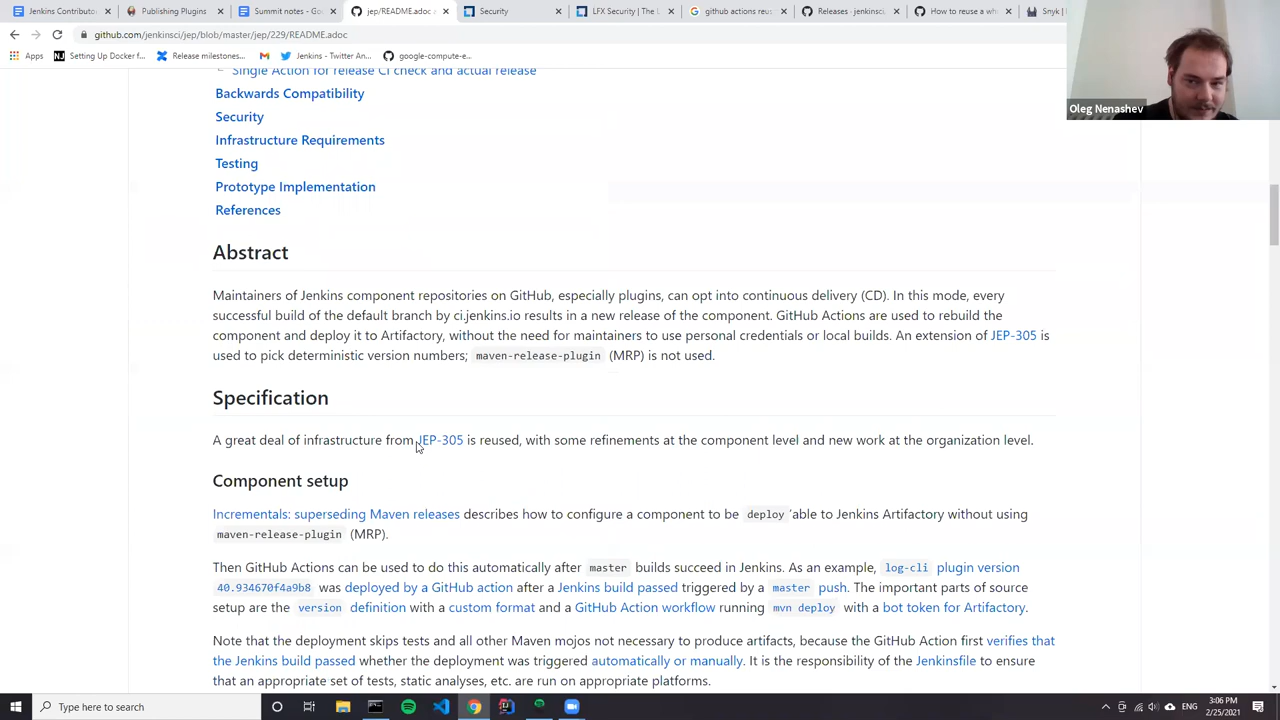 Jenkins Contributor
Publishing Plugins
Summit notes - Go
jep/README.adoc
Security
LFX Security | The L
github actions reus
Releases · jenkinsci
How to reuse a wh
Snyk |
github.com/jenkinsci/jep/blob/master/jep/229/README.adoc
Apps
Setting Up Docker f...
Release milestones...
Jenkins - Twitter An...
google-compute-e...
Oleg Nenashev
Single Action for release CI check and actual release
Backwards Compatibility
Security
Infrastructure Requirements
Testing
Prototype Implementation
References
Abstract
Maintainers of Jenkins component repositories on GitHub, especially plugins, can opt into continuous delivery (CD). In this mode, every
successful build of the default branch by ci.jenkins.io results in a new release of the component. GitHub Actions are used to rebuild the
component and deploy it to Artifactory, without the need for maintainers to use personal credentials or local builds. An extension of JEP-305 is
used to pick deterministic version numbers; maven-release-plugin (MRP) is not used.
Specification
A great deal of infrastructure from JEP-305 is reused, with some refinements at the component level and new work at the organization level.
Component setup
Incrementals: superseding Maven releases describes how to configure a component to be deploy ´able to Jenkins Artifactory without using
maven-release-plugin (MRP).
Then GitHub Actions can be used to do this automatically after master builds succeed in Jenkins. As an example, log-cli plugin version
40.934670f4a9b8 was deployed by a GitHub action after a Jenkins build passed triggered by a master push. The important parts of source
setup are the version definition with a custom format and a GitHub Action workflow running mvn deploy with a bot token for Artifactory.
Note that the deployment skips tests and all other Maven mojos not necessary to produce artifacts, because the GitHub Action first verifies that
the Jenkins build passed whether the deployment was triggered automatically or manually. It is the responsibility of the Jenkinsfile to ensure
that an appropriate set of tests, static analyses, etc. are run on appropriate platforms.
Type here to search
ENG
3:06 PM
2/25/2021